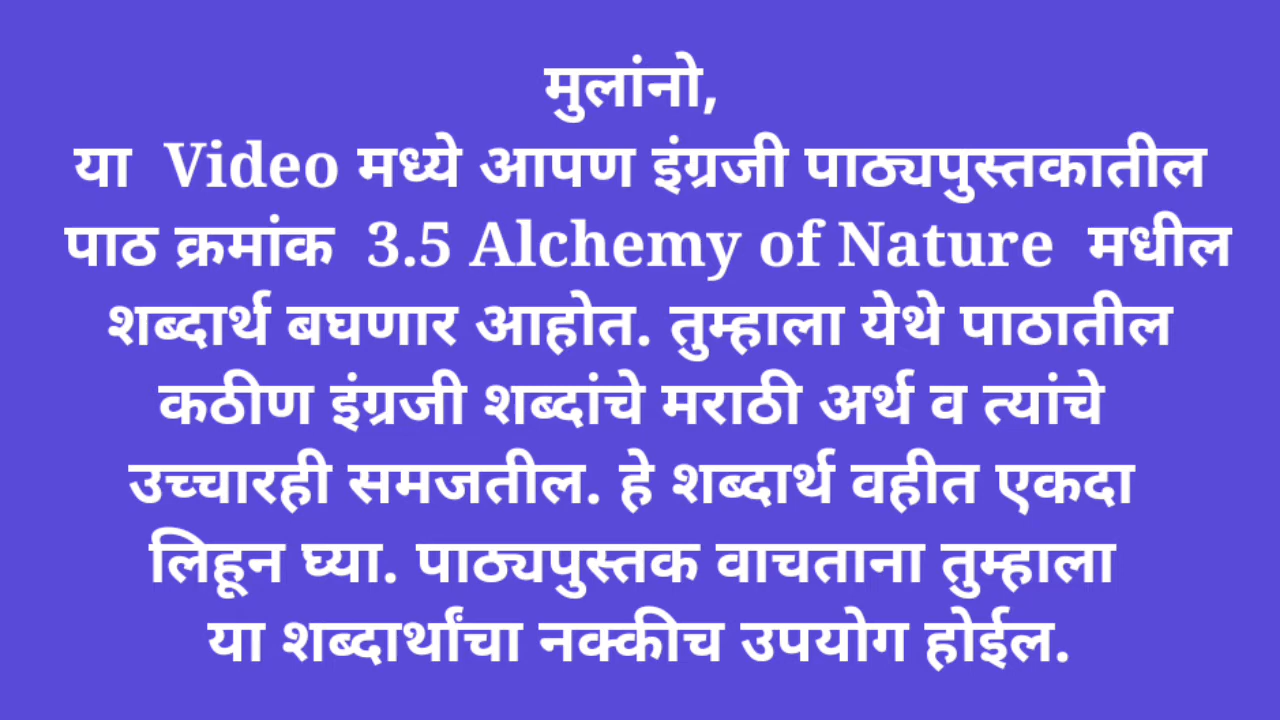 मुलांनो,
या Video मध्ये आपण इंग्रजी पाठ्यपुस्तकातील
पाठ क्रमांक 3.5 Alchemy of Nature मधील
शब्दार्थ बघणार आहोत. तुम्हाला येथे पाठातील
कठीण इंग्रजी शब्दांचे मराठी अर्थ व त्यांचे
उच्चारही समजतील. हे शब्दार्थ वहीत एकदा
लिहून घ्या. पाठ्यपुस्तक वाचताना तुम्हाला
या शब्दार्थांचा नक्कीच उपयोग होईल.